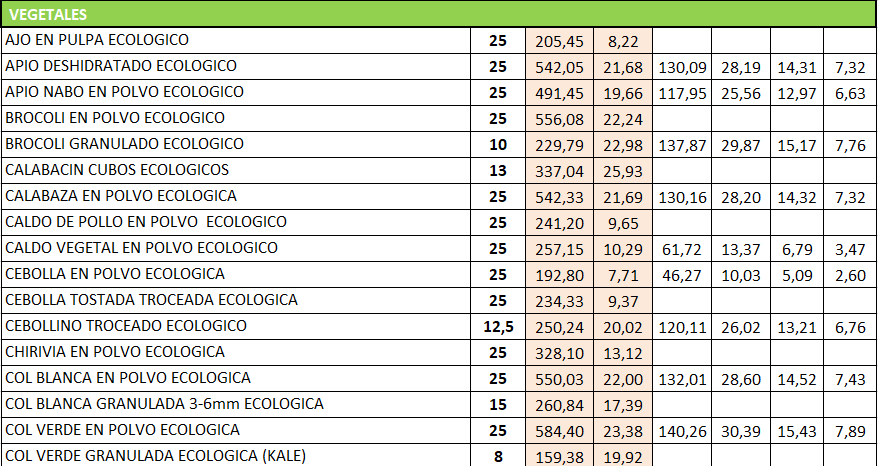 VEGETALES
AJO EN PULPA ECOLOGICO 25 205,45 8,22
APIO DESHIDRATADO ECOLOGICO 25 542,05 21,68 130,09 28,19 14,31 7,32
APIO NABO EN POLVO ECOLOGICO 25 491,45 19,66 117,95 25,56 12,97 6,63
BROCOLI EN POLVO ECOLOGICO 25 556,08 22,24
BROCOLI GRANULADO ECOLOGICO 10 229,79 22,98 137,87 29,87 15,17 7,76
CALABACIN CUBOS ECOLOGICOS 13 337,04 25,93
CALABAZA EN POLVO ECOLOGICA 25 542,33 21,69 130,16 28,20 14,32 7,32
CALDO DE POLLO EN POLVO ECOLOGICO 25 241,20 9,65
CALDO VEGETAL EN POLVO ECOLOGICO 25 257,15 10,29 61,72 13,37 6,79 3,47
CEBOLLA EN POLVO ECOLOGICA 25 192,80 7,71 46,27 10,03 5,09 2,60
CEBOLLA TOSTADA TROCEADA ECOLOGICA 25 234,33 9,37
CEBOLLINO TROCEADO ECOLOGICO 12,5 250,24 20,02 120,11 26,02 13,21 6,76
CHIRIVIA EN POLVO ECOLOGICA 25 328,10 13,12
COL BLANCA EN POLVO ECOLOGICA 25 550,03 22,00 132,01 28,60 14,52 7,43
COL BLANCA GRANULADA 3-6mm ECOLOGICA 15 260,84 17,39
COL VERDE EN POLVO ECOLOGICA 25 584,40 23,38 140,26 30,39 15,43 7,89
COL VERDE GRANULADA ECOLOGICA (KALE) 8 159,38 19,92